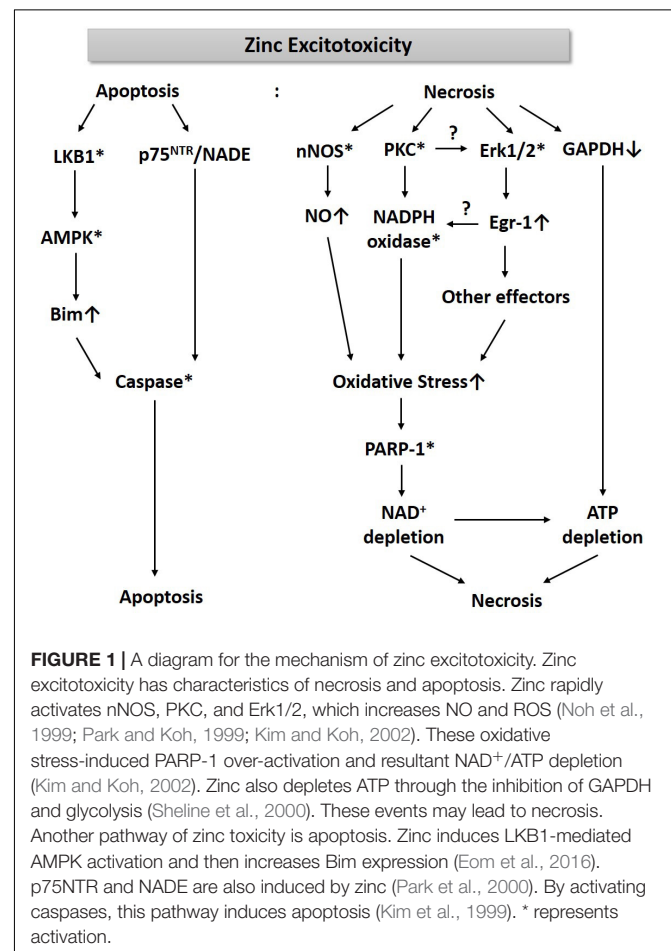 Zinc Excitotoxicity
Apoptosis : Necrosis
LKB1* p75NTR/NADE nNOS* PKC* ? Erk1/2* GAPDH↓
AMPK* NO↑ NADPH oxidase* ? Egr-1↑
Bim↑ Other effectors
Caspase* Oxidative Stress↑
PARP-1*
NAD+ depletion ATP depletion
Apoptosis Necrosis
FIGURE 1 | A diagram for the mechanism of zinc excitotoxicity. Zinc
excitotoxicity has characteristics of necrosis and apoptosis. Zinc rapidly
activates nNOS, PKC, and Erk1/2, which increases NO and ROS (Noh et al.,
1999; Park and Koh, 1999; Kim and Koh, 2002). These oxidative
stress-induced PARP-1 over-activation and resultant NAD+/ATP depletion
(Kim and Koh, 2002). Zinc also depletes ATP through the inhibition of GAPDH
and glycolysis (Sheline et al., 2000). These events may lead to necrosis.
Another pathway of zinc toxicity is apoptosis. Zinc induces LKB1-mediated
AMPK activation and then increases Bim expression (Eom et al., 2016).
p75NTR and NADE are also induced by zinc (Park et al., 2000). By activating
caspases, this pathway induces apoptosis (Kim et al., 1999). * represents
activation.